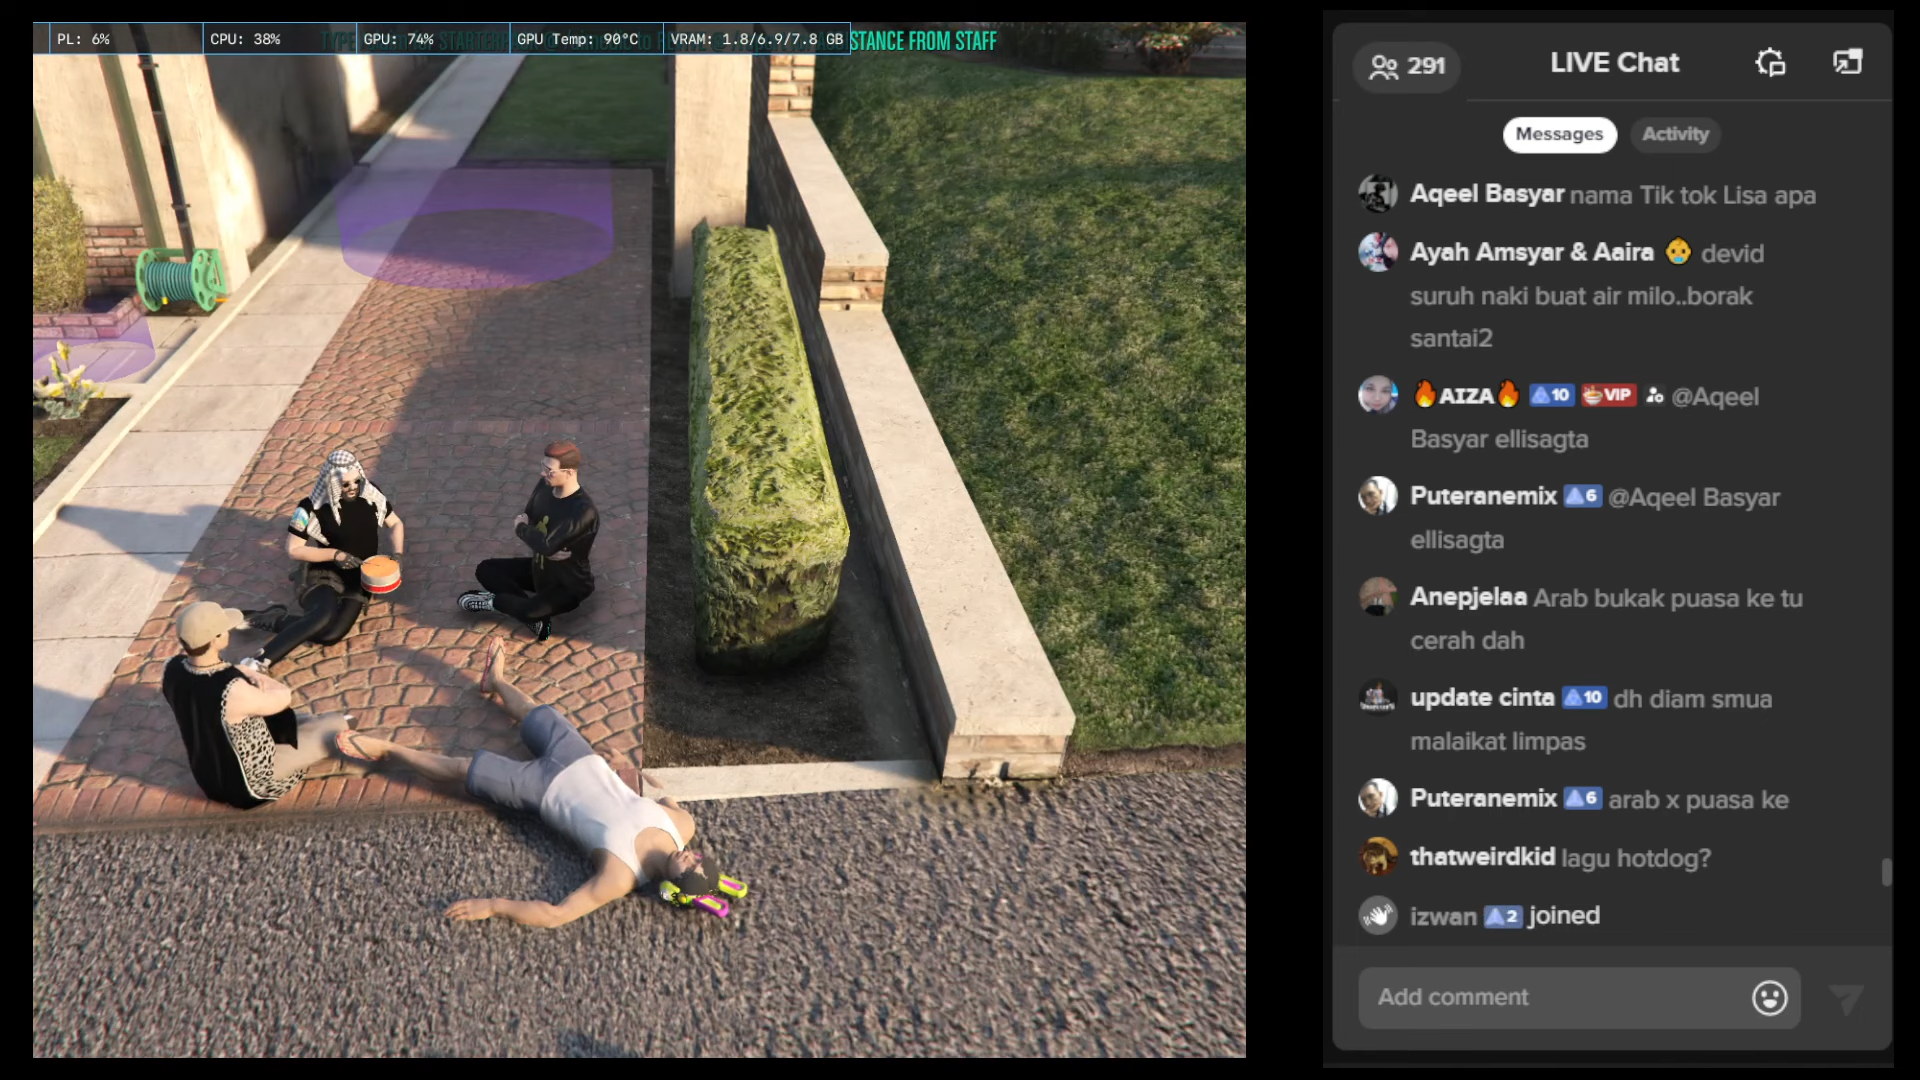 PL: 6%
CPU: 38%
GPU: 74%
GPU Temp: 90°C
VRAM: 1.8/6.9/7.8 GB
STANCE FROM STAFF
291
LIVE Chat
Messages
Activity
Aqeel Basyar nama Tik tok Lisa apa
Ayah Amsyar & Aaira 👶 devid
suruh naki buat air milo..borak
santai2
🔥AIZA🔥 10 VIP @Aqeel
Basyar ellisagta
Puteranemix 6 @Aqeel Basyar
ellisagta
Anepjelaa Arab bukak puasa ke tu
cerah dah
update cinta 10 dh diam smua
malaikat limpas
Puteranemix 6 arab x puasa ke
thatweirdkid lagu hotdog?
izwan 2 joined
Add comment